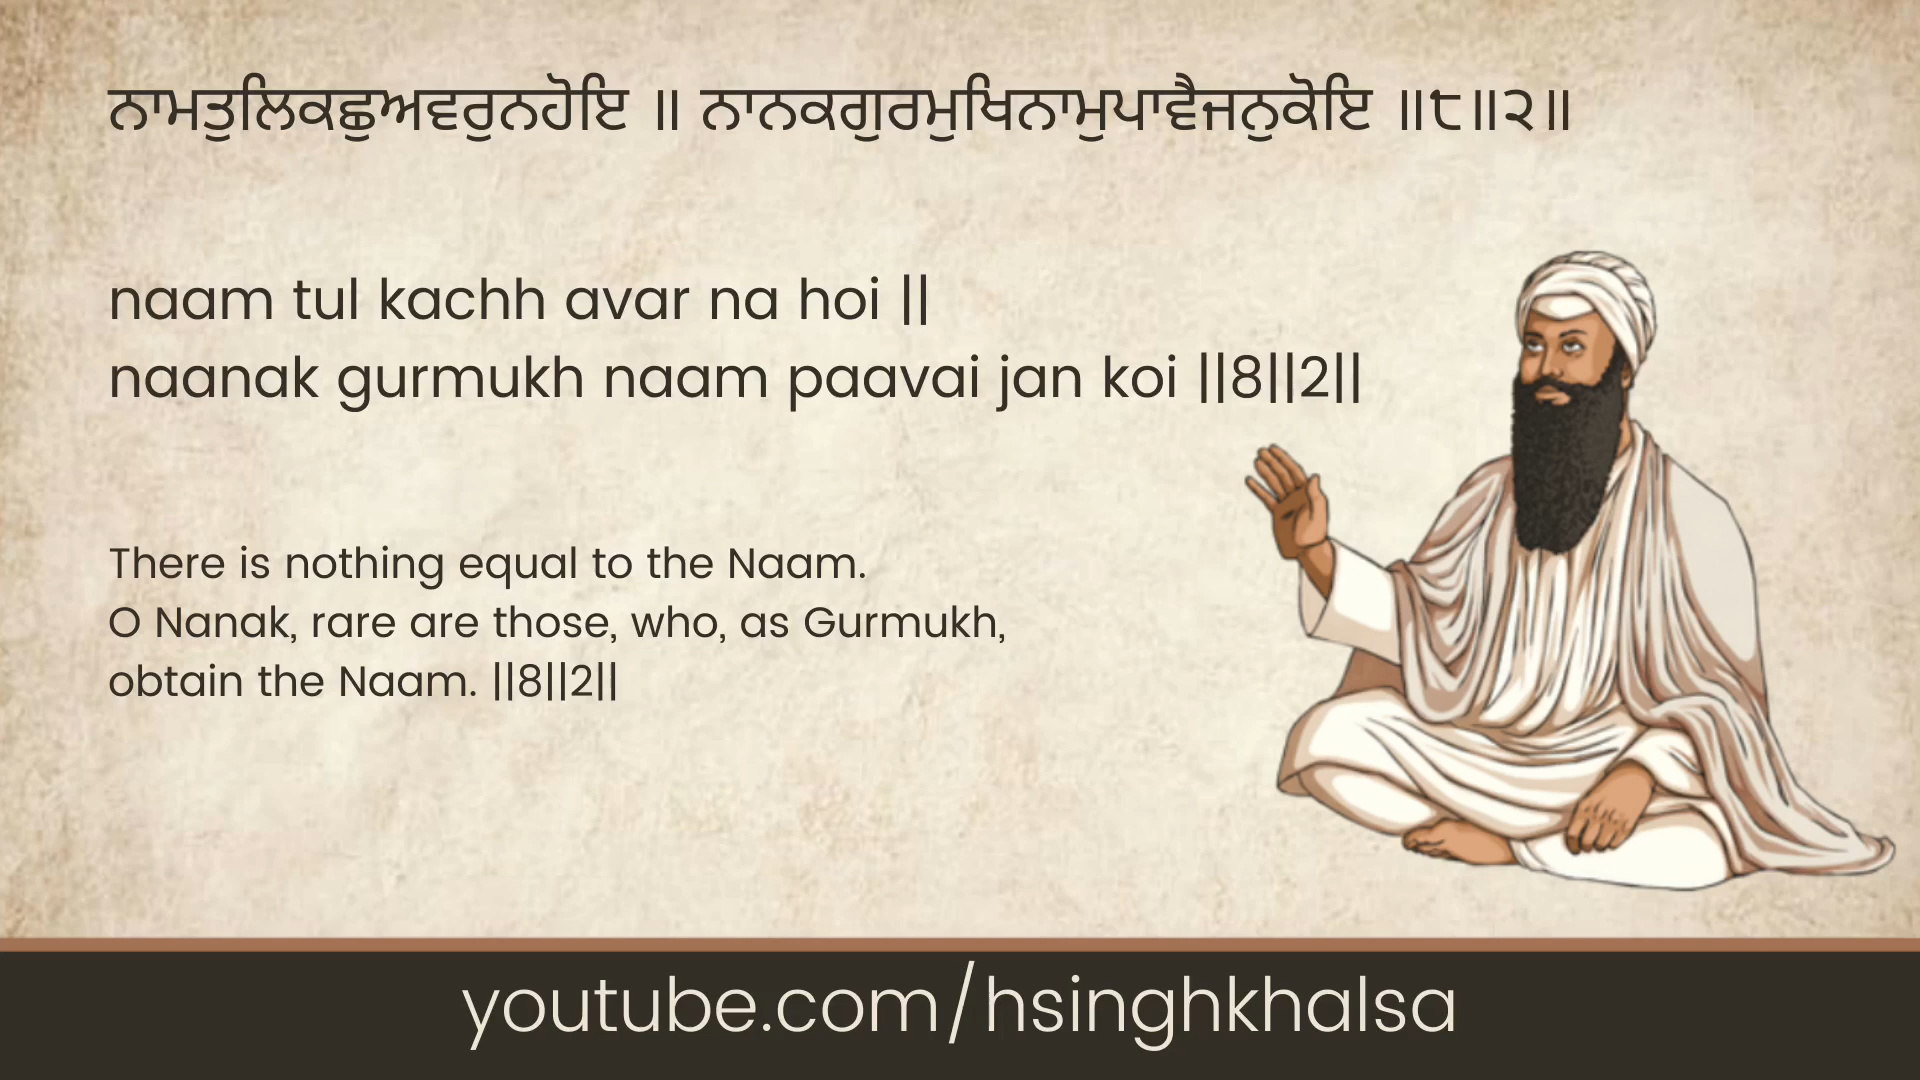 ਨਾਮਤੁਲਿਕਛੁਅਵਰੁਨਹੋਇ ॥ ਨਾਨਕਗੁਰਮੁਖਿਨਾਮੁਪਾਵੈਜਨੁਕੋਇ ॥੮॥੨॥
naam tul kachh avar na hoi ||
naanak gurmukh naam paavai jan koi ||8||2||
There is nothing equal to the Naam.
O Nanak, rare are those, who, as Gurmukh,
obtain the Naam. ||8||2||
youtube.com/hsinghkhalsa